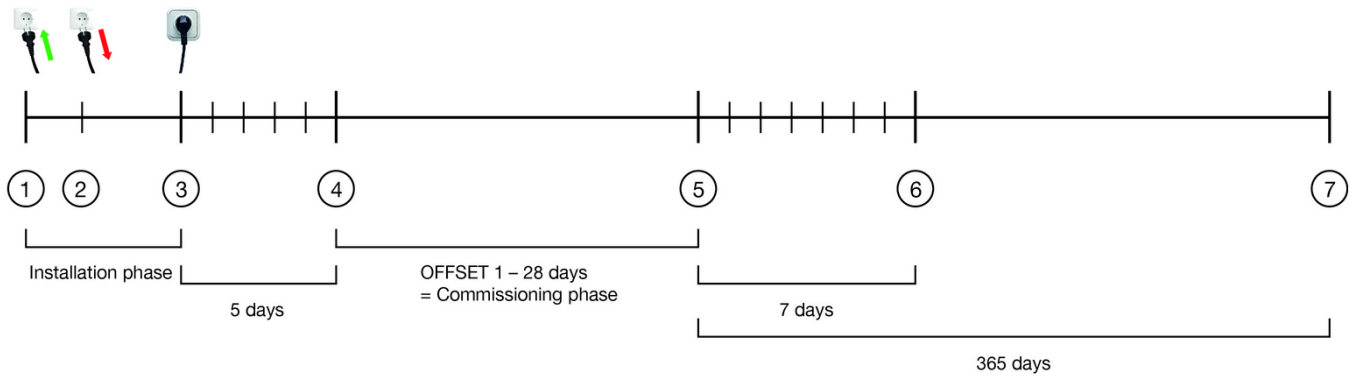 1
2
3
4
5
6
7
Installation phase
OFFSET 1 – 28 days
= Commissioning phase
5 days
7 days
365 days